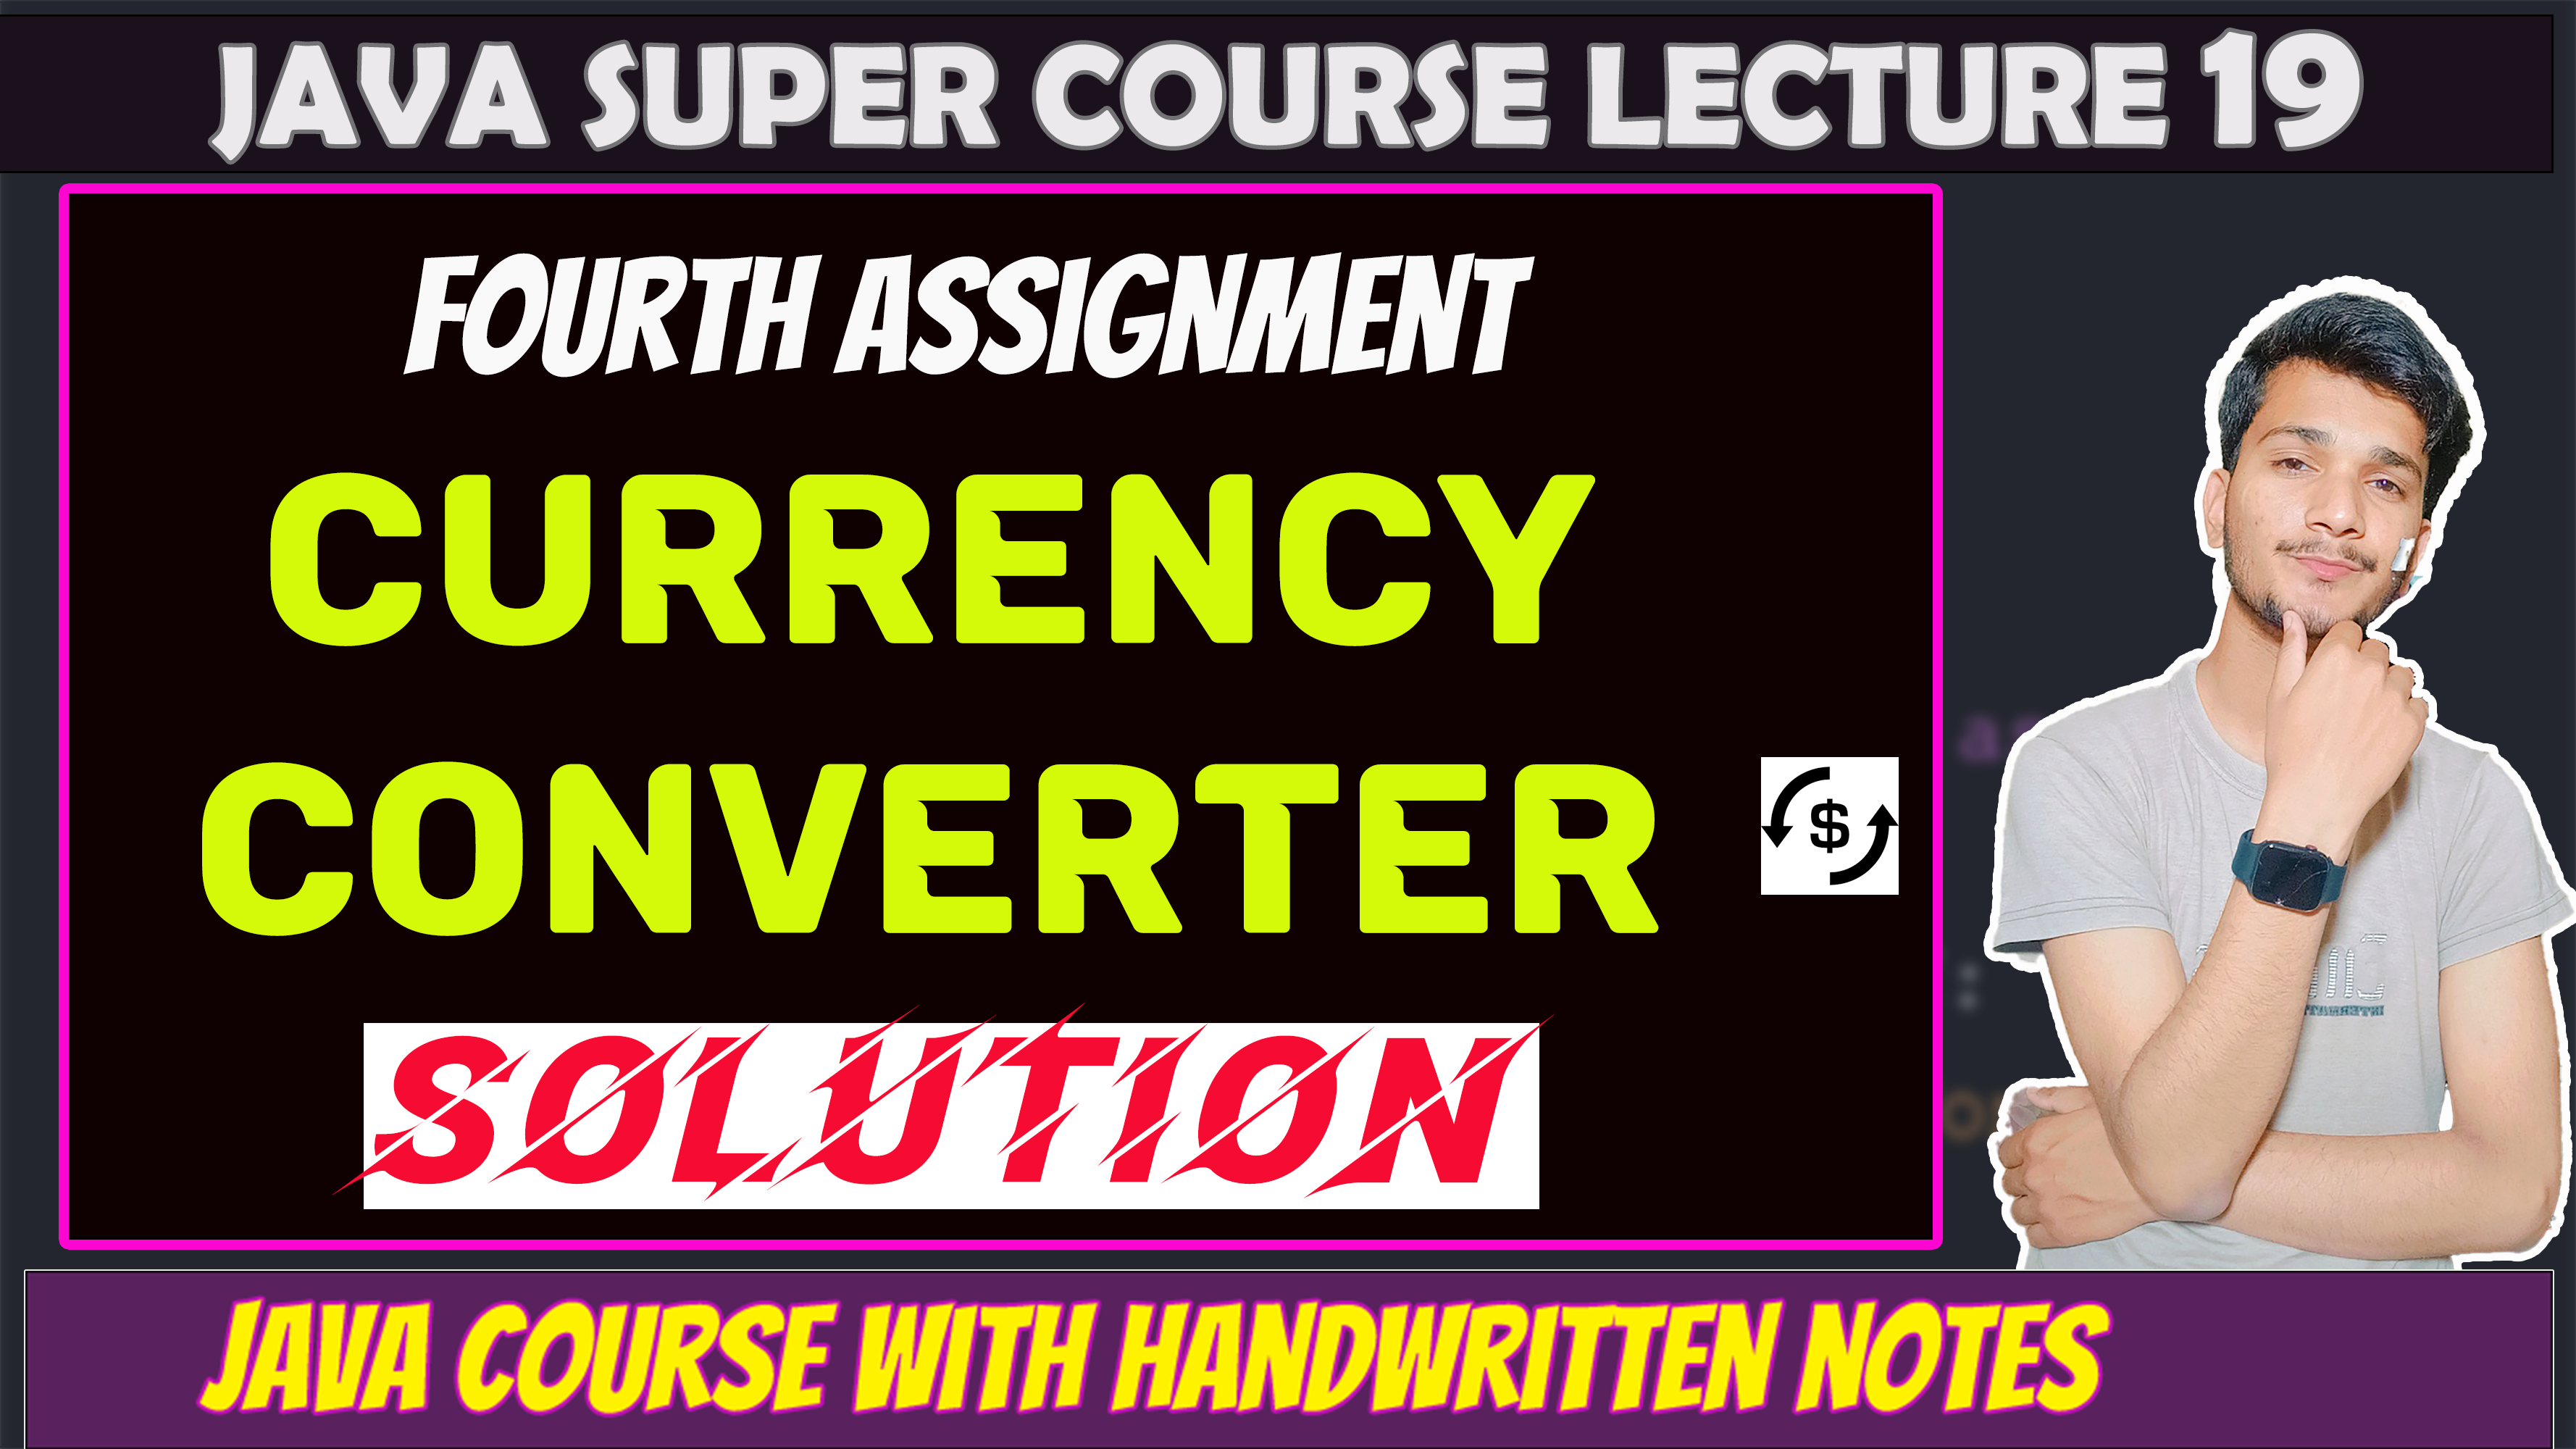 JAVA SUPER COURSE LECTURE 19
FOURTH ASSIGNMENT
CURRENCY
CONVERTER
$
SOLUTION
JAVA COURSE WITH HANDWRITTEN NOTES